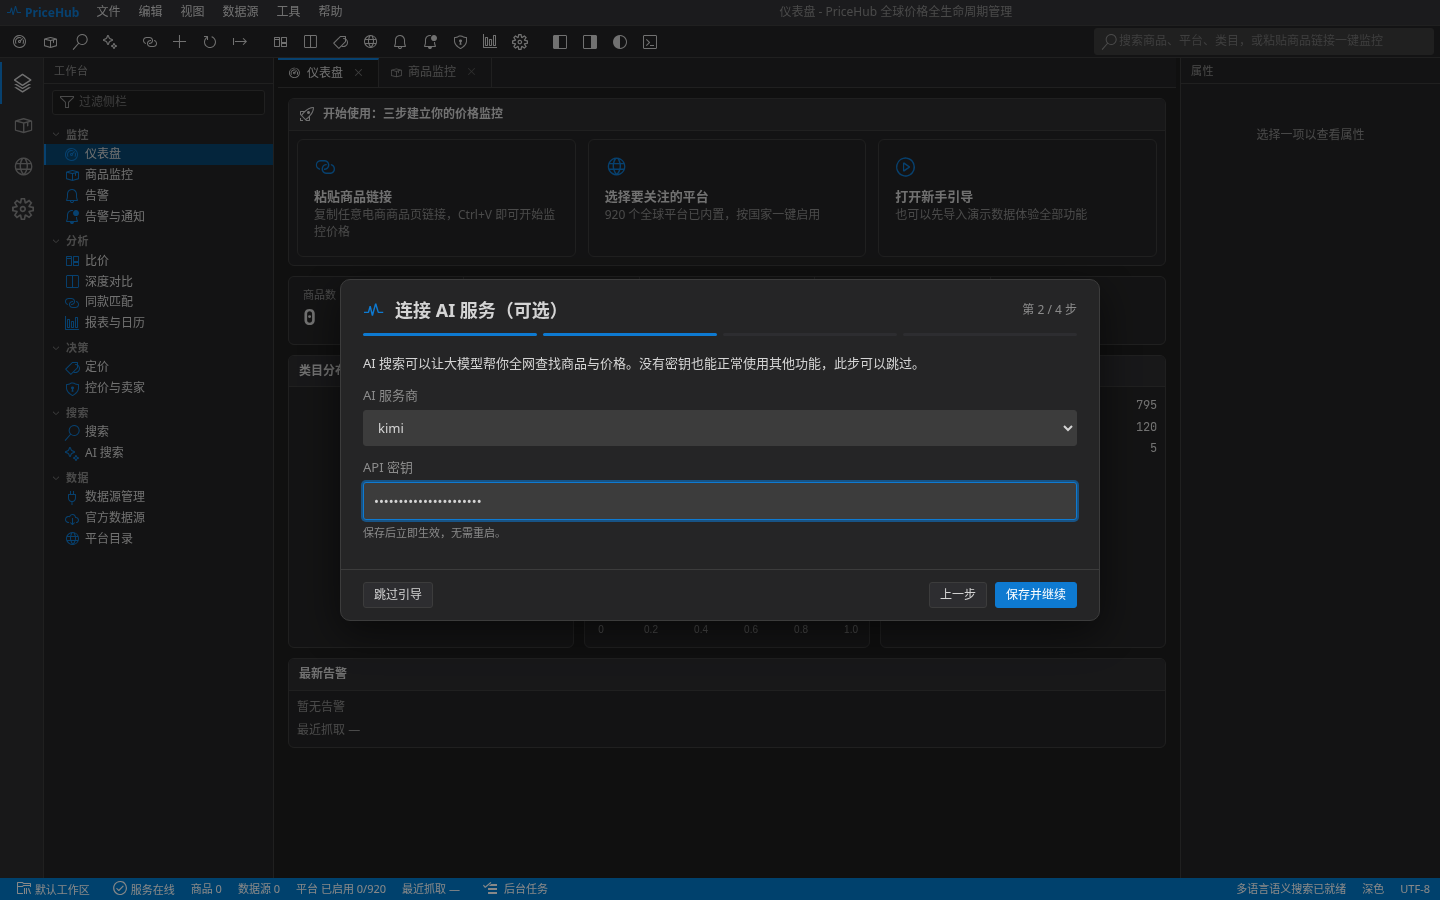 PriceHub 文件 编辑 视图 数据源 工具 帮助
仪表盘 - PriceHub 全球价格全生命周期管理
搜索商品、平台、类目，或粘贴商品链接一键监控
工作台
过滤侧栏
监控
仪表盘
商品监控
告警
告警与通知
分析
比价
深度对比
同款匹配
报表与日历
决策
定价
控价与卖家
搜索
搜索
AI 搜索
数据
数据源管理
官方数据源
平台目录
仪表盘
商品监控
开始使用：三步建立你的价格监控
粘贴商品链接
复制任意电商商品页链接，Ctrl+V 即可开始监
控价格
选择要关注的平台
920 个全球平台已内置，按国家一键启用
打开新手引导
也可以先导入演示数据体验全部功能
商品数
0
类目分布
795
120
5
连接 AI 服务（可选）
第 2 / 4 步
AI 搜索可以让大模型帮你全网查找商品与价格。没有密钥也能正常使用其他功能，此步可以跳过。
AI 服务商
kimi
API 密钥
••••••••••••••••••••••
保存后立即生效，无需重启。
跳过引导
上一步
保存并继续
0 0.2 0.4 0.6 0.8 1.0
最新告警
暂无告警
最近抓取 —
属性
选择一项以查看属性
默认工作区 服务在线 商品 0 数据源 0 平台 已启用 0/920 最近抓取 — 后台任务
多语言语义搜索已就绪 深色 UTF-8